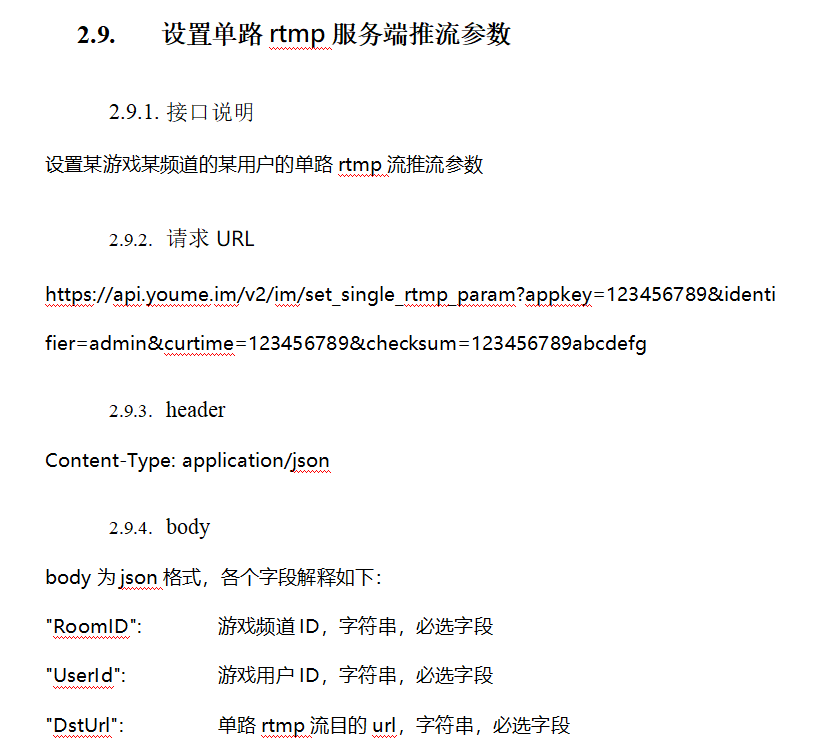 2.9. 设置单路 rtmp 服务端推流参数
2.9.1. 接口说明
设置某游戏某频道的某用户的单路 rtmp 流推流参数
2.9.2. 请求 URL
https://api.youme.im/v2/im/set_single_rtmp_param?appkey=123456789&identi
fier=admin&curtime=123456789&checksum=123456789abcdefg
2.9.3. header
Content-Type: application/json
2.9.4. body
body 为 json 格式，各个字段解释如下：
"RoomID": 游戏频道 ID，字符串，必选字段
"UserId": 游戏用户 ID，字符串，必选字段
"DstUrl": 单路 rtmp 流目的 url，字符串，必选字段